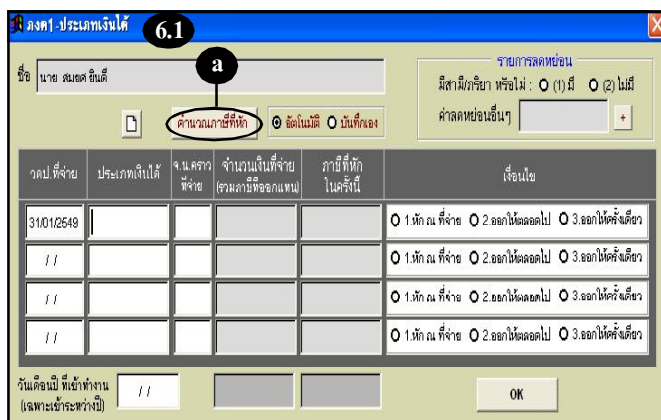 ภงด1 -ประเภทเงินได้ 6.1
ชื่อ นาย สมยศ ยินดี
a
รายการลดหย่อน
มีสามี/ภริยา หรือไม่ : (1) มี (2) ไม่มี
ค่าลดหย่อนอื่นๆ +
คำนวณภาษีที่หัก อัตโนมัติ บันทึกเอง
วดป.ที่จ่าย ประเภทเงินได้ จ.น.คราว ที่จ่าย จำนวนเงินที่จ่าย (รวมภาษีที่ออกแทน) ภาษีที่หัก ในครั้งนี้ เงื่อนไข
31/01/2549 1.หัก ณ ที่จ่าย 2.ออกให้ตลอดไป 3.ออกให้ครั้งเดียว
/ / 1.หัก ณ ที่จ่าย 2.ออกให้ตลอดไป 3.ออกให้ครั้งเดียว
/ / 1.หัก ณ ที่จ่าย 2.ออกให้ตลอดไป 3.ออกให้ครั้งเดียว
/ / 1.หัก ณ ที่จ่าย 2.ออกให้ตลอดไป 3.ออกให้ครั้งเดียว
วันเดือนปี ที่เข้าทำงาน / / OK
(เฉพาะเข้าระหว่างปี)